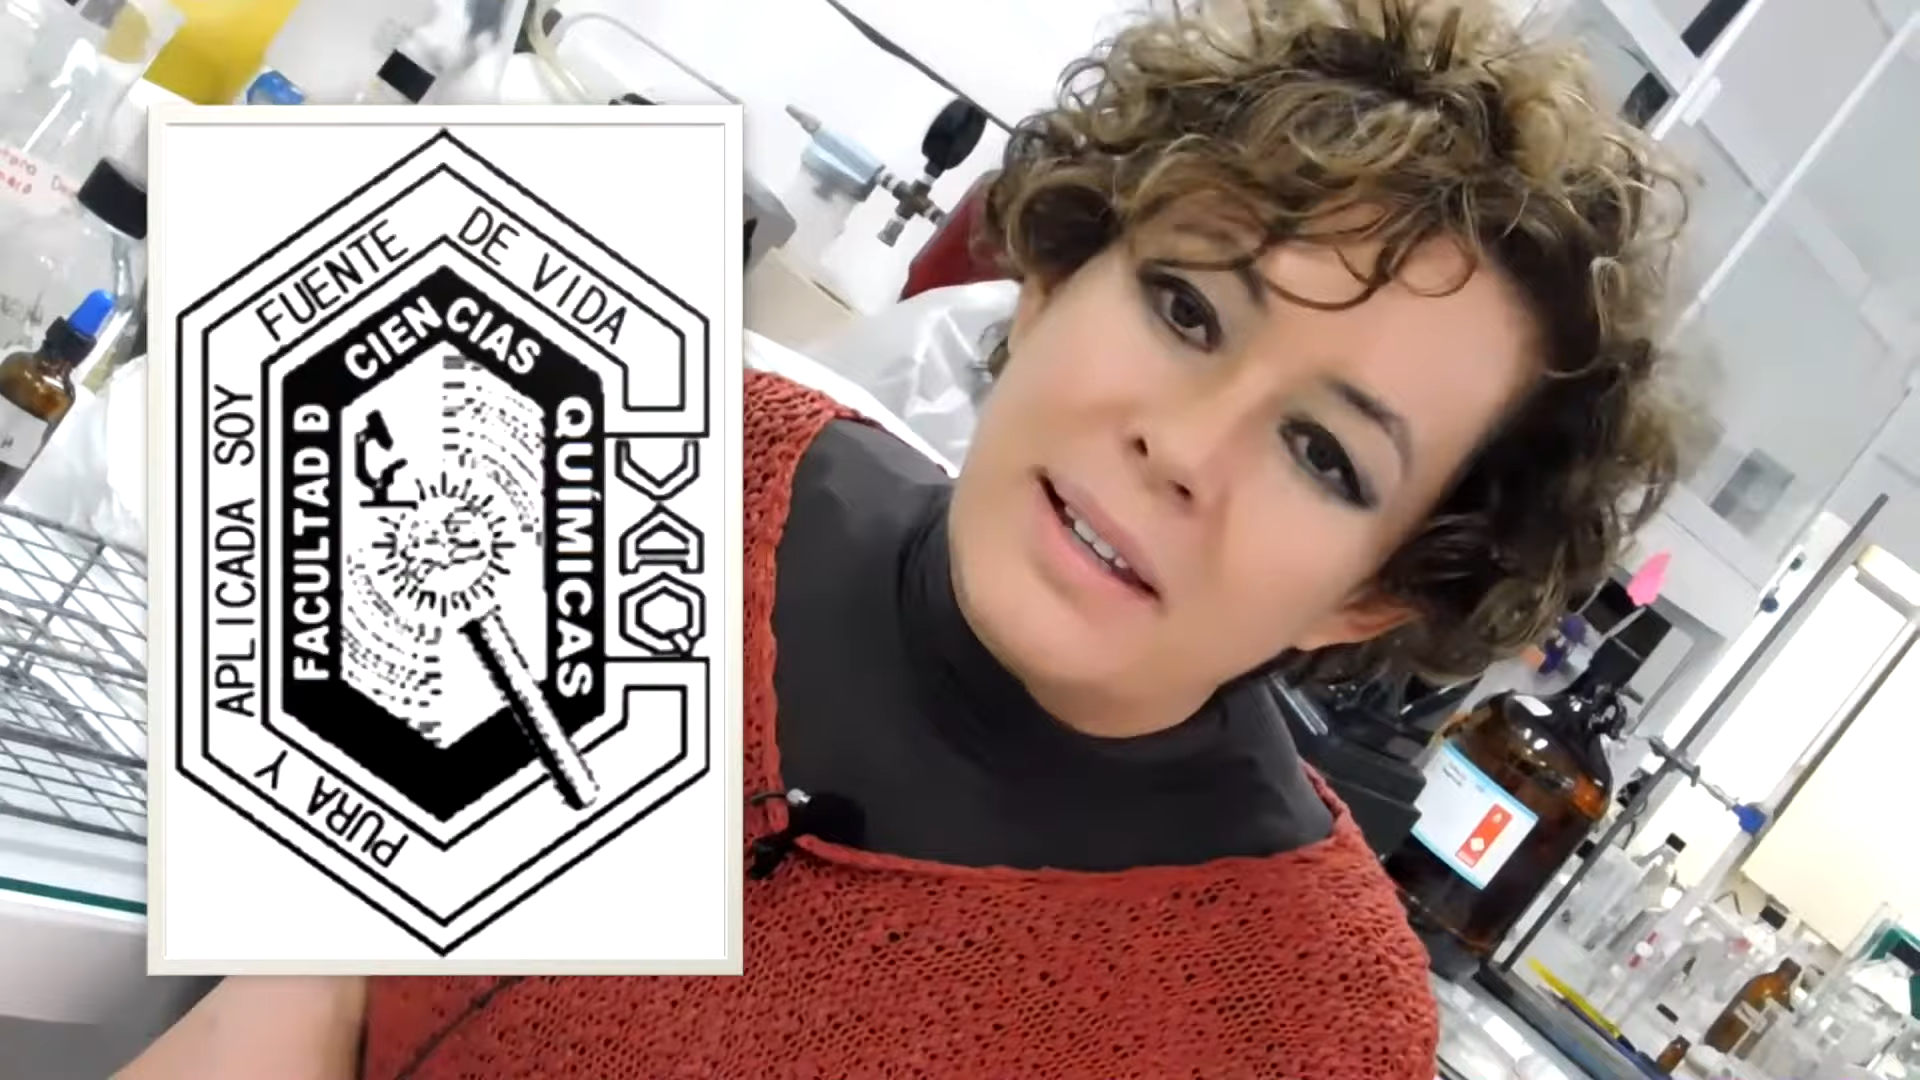 PURA Y APLICADA SOY FUENTE DE VIDA
FACULTAD D CIENCIAS QUÍMICAS